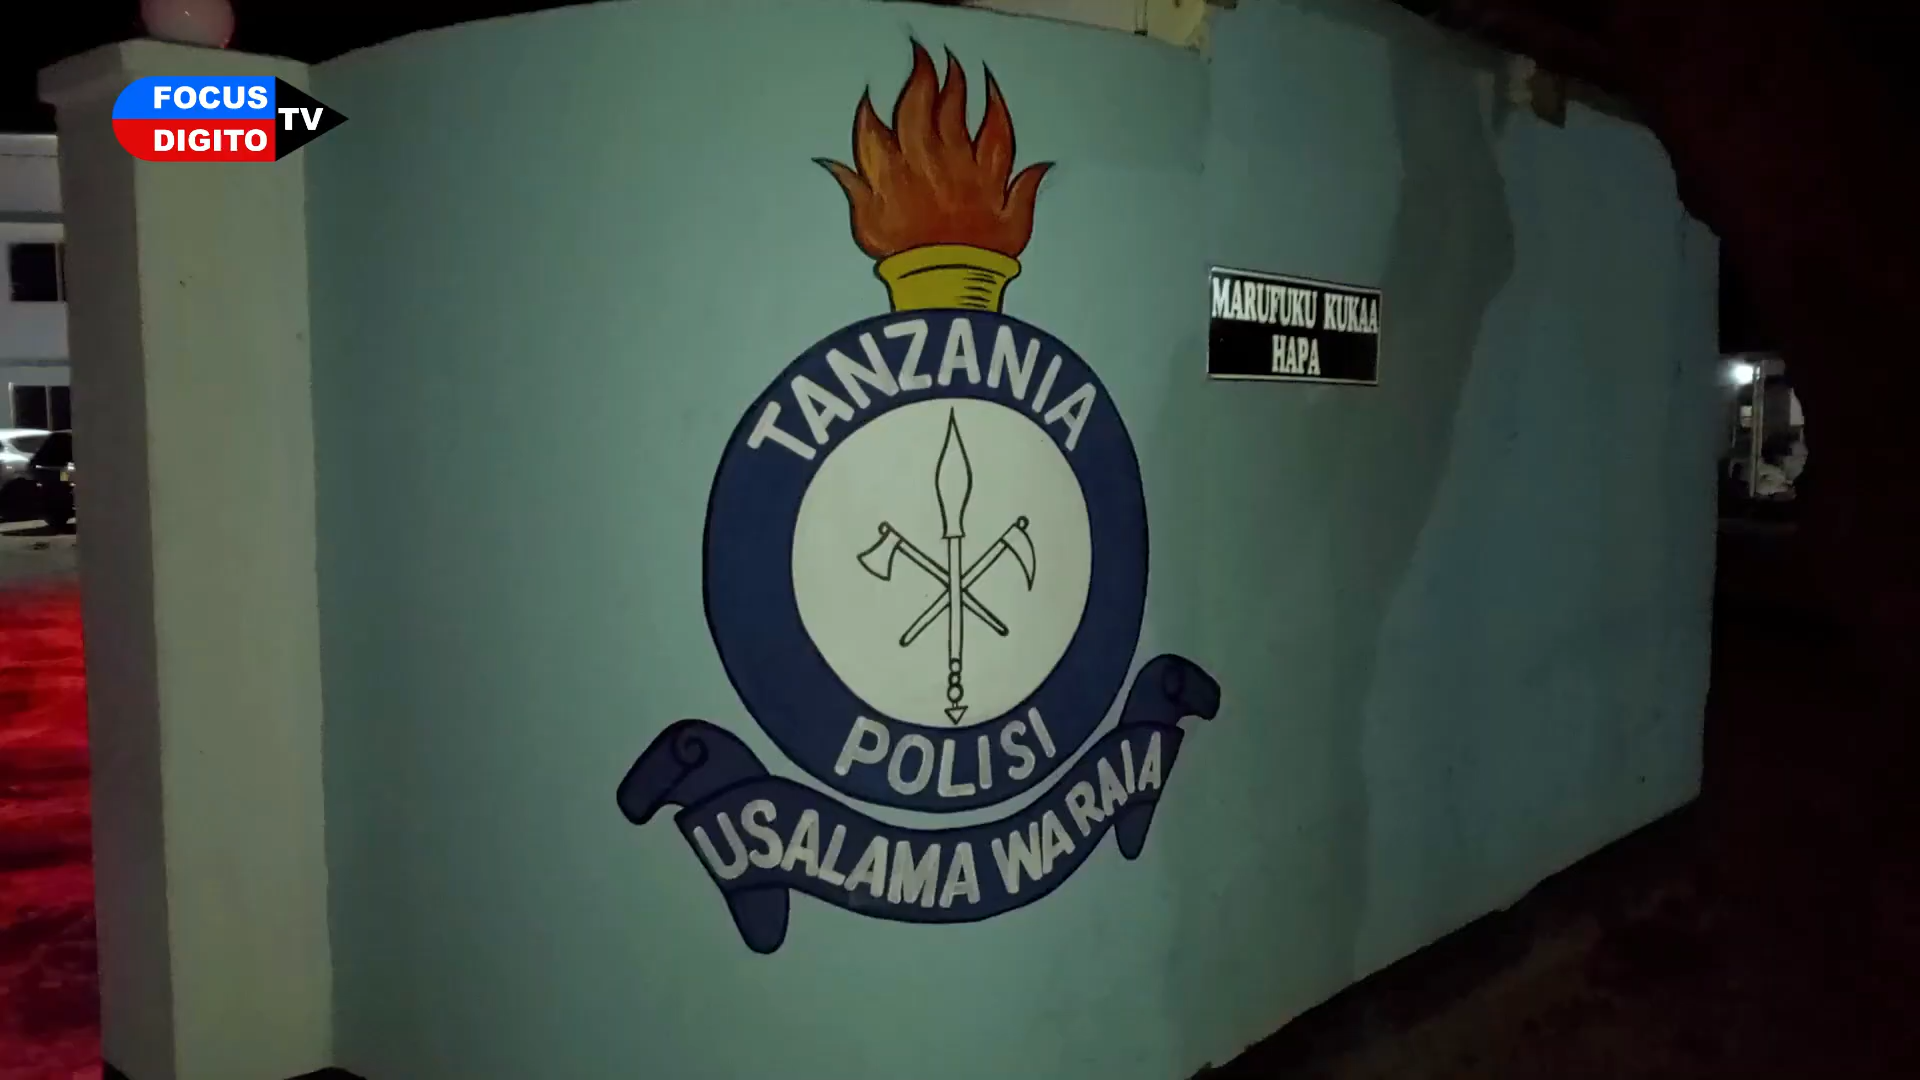 FOCUS
DIGITO
TV
TANZANIA
MARUFUKU KUKAA
HAPA
POLISI
USALAMA WA RAIA